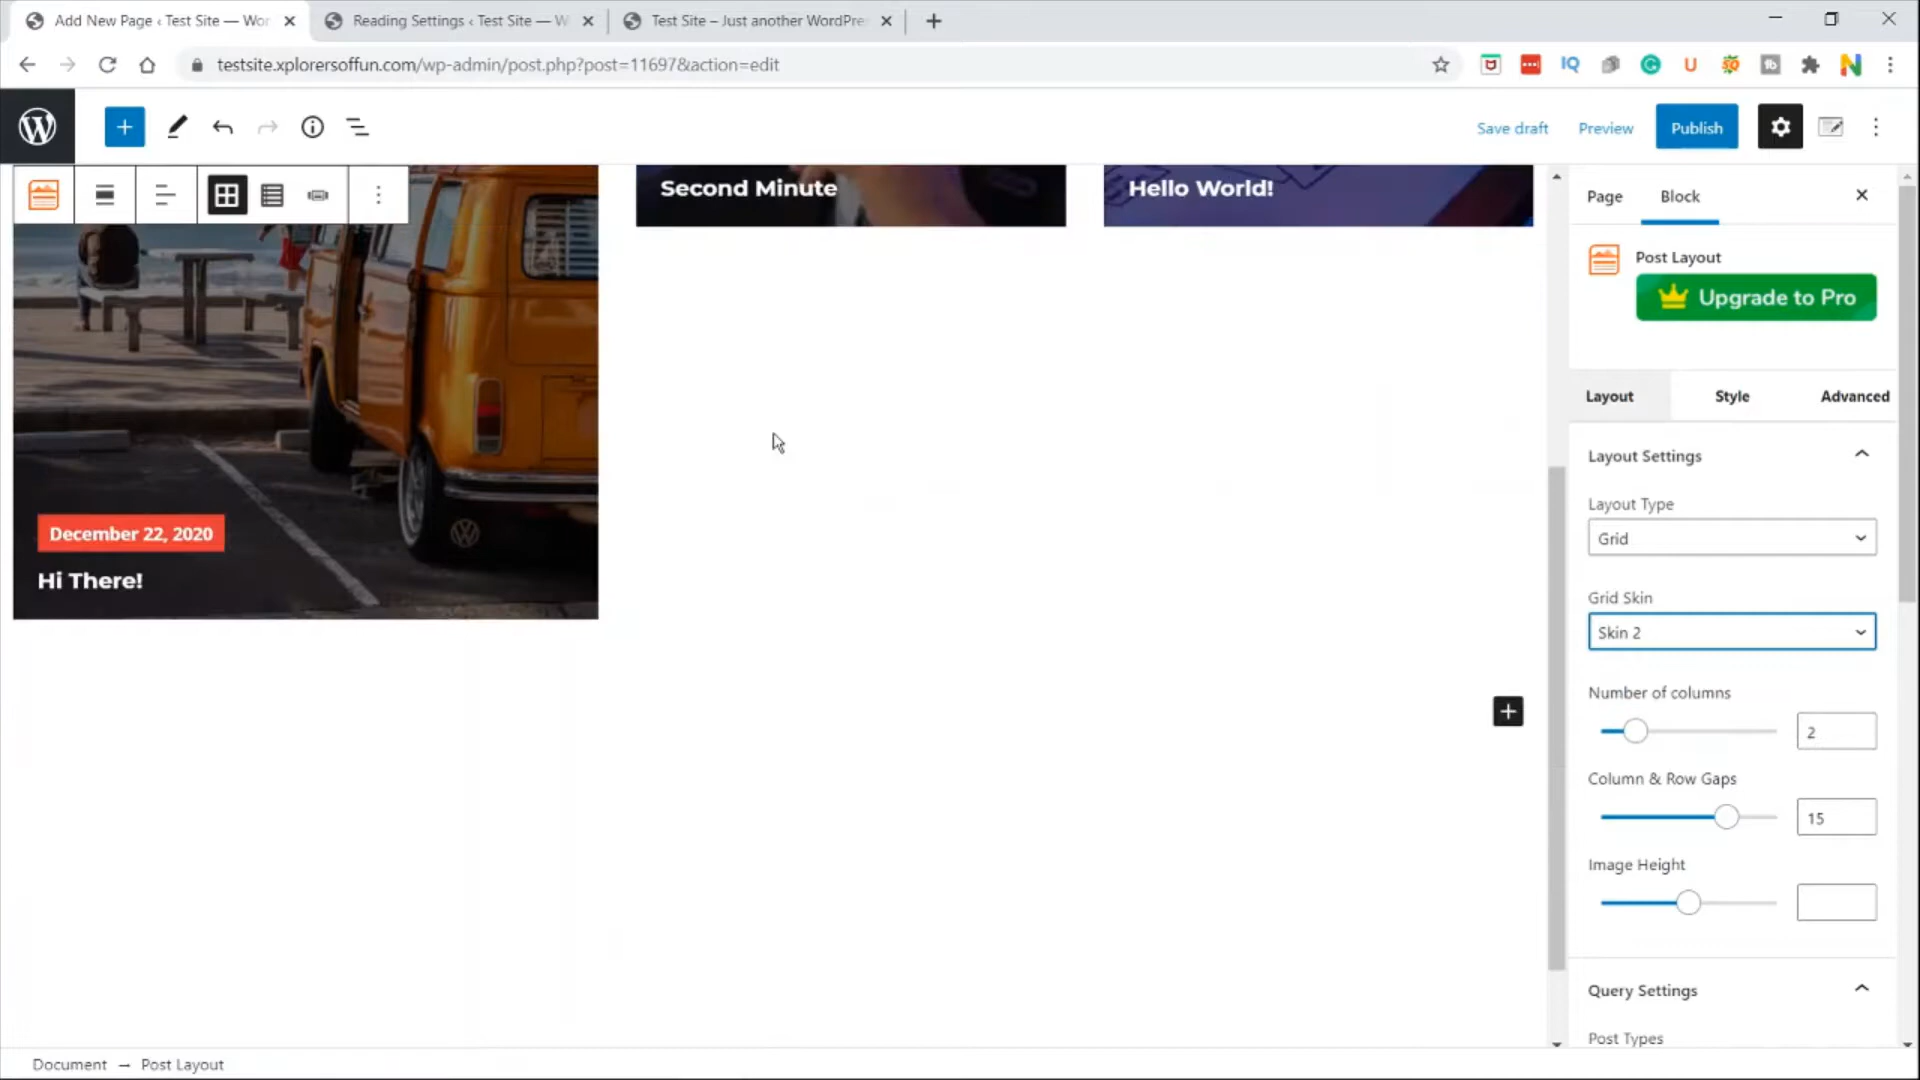 Add New Page ‹ Test Site — Wor
Reading Settings ‹ Test Site — W
Test Site – Just another WordPre
testsite.xplorersoffun.com/wp-admin/post.php?post=11697&action=edit
IQ
Save draft
Preview
Publish
Second Minute
Hello World!
December 22, 2020
Hi There!
Page
Block
Post Layout
Upgrade to Pro
Layout
Style
Advanced
Layout Settings
Layout Type
Grid
Grid Skin
Skin 2
Number of columns
2
Column & Row Gaps
15
Image Height
Query Settings
Post Types
Document → Post Layout